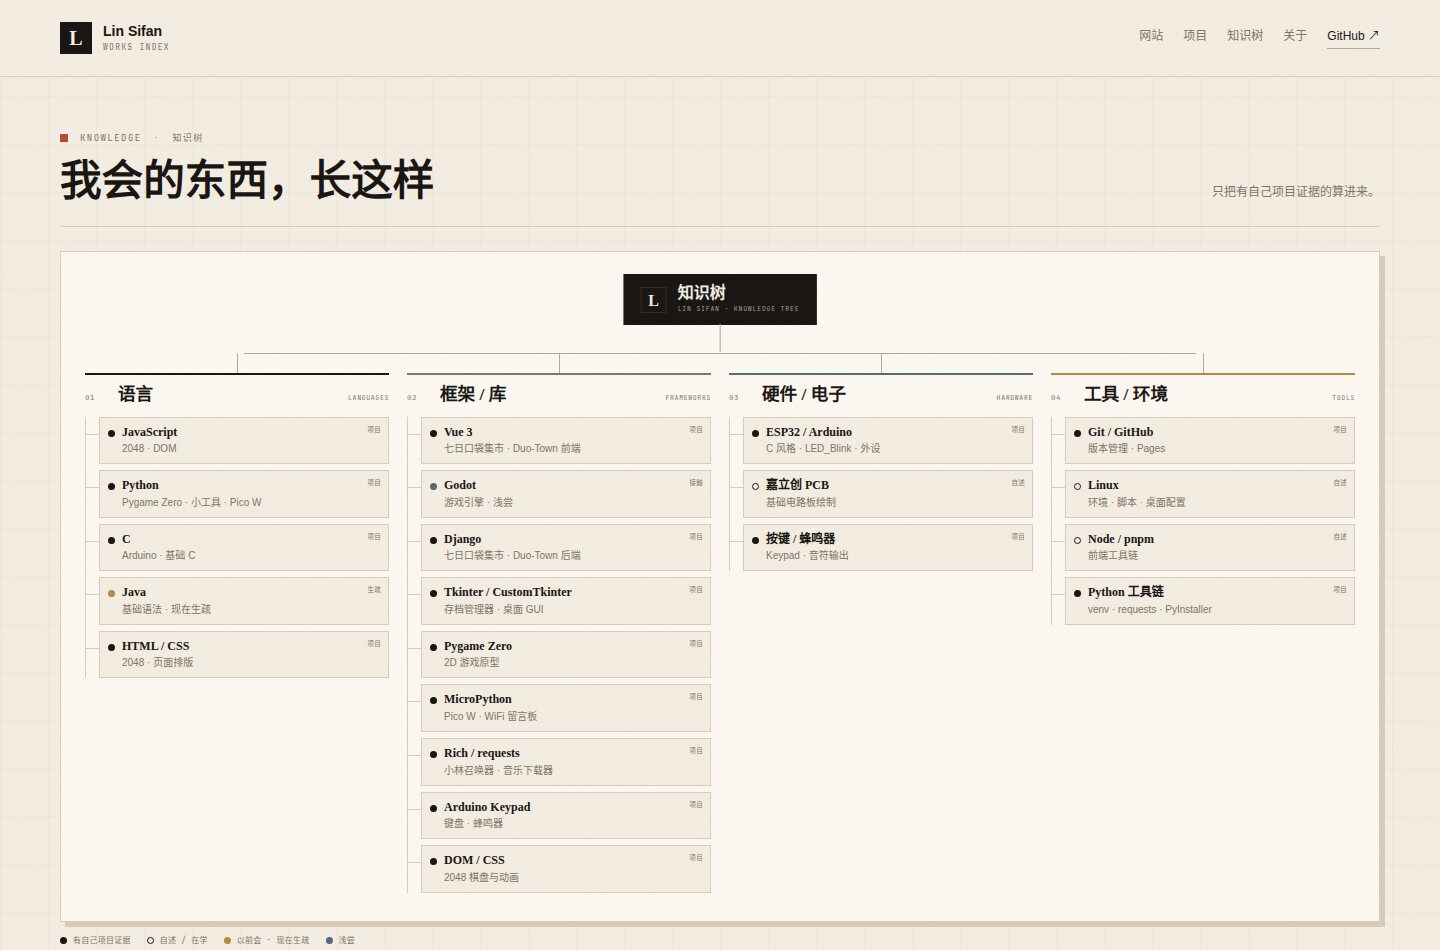 L
Lin Sifan
WORKS INDEX
网站 项目 知识树 关于 GitHub ↗
KNOWLEDGE · 知识树
我会的东西，长这样
只把有自己项目证据的算进来。
L
知识树
LIN SIFAN · KNOWLEDGE TREE
01 语言 LANGUAGES
JavaScript 项目
2048 · DOM
Python 项目
Pygame Zero · 小工具 · Pico W
C 项目
Arduino · 基础 C
Java 生疏
基础语法 · 现在生疏
HTML / CSS 项目
2048 · 页面排版
02 框架 / 库 FRAMEWORKS
Vue 3 项目
七日口袋集市 · Duo-Town 前端
Godot 接触
游戏引擎 · 浅尝
Django 项目
七日口袋集市 · Duo-Town 后端
Tkinter / CustomTkinter 项目
存档管理器 · 桌面 GUI
Pygame Zero 项目
2D 游戏原型
MicroPython 项目
Pico W · WiFi 留言板
Rich / requests 项目
小林召唤器 · 音乐下载器
Arduino Keypad 项目
键盘 · 蜂鸣器
DOM / CSS 项目
2048 棋盘与动画
03 硬件 / 电子 HARDWARE
ESP32 / Arduino 项目
C 风格 · LED_Blink · 外设
嘉立创 PCB 自述
基础电路板绘制
按键 / 蜂鸣器 项目
Keypad · 音符输出
04 工具 / 环境 TOOLS
Git / GitHub 项目
版本管理 · Pages
Linux 自述
环境 · 脚本 · 桌面配置
Node / pnpm 自述
前端工具链
Python 工具链 项目
venv · requests · PyInstaller
有自己项目证据 自述 / 在学 以前会 · 现在生疏 浅尝